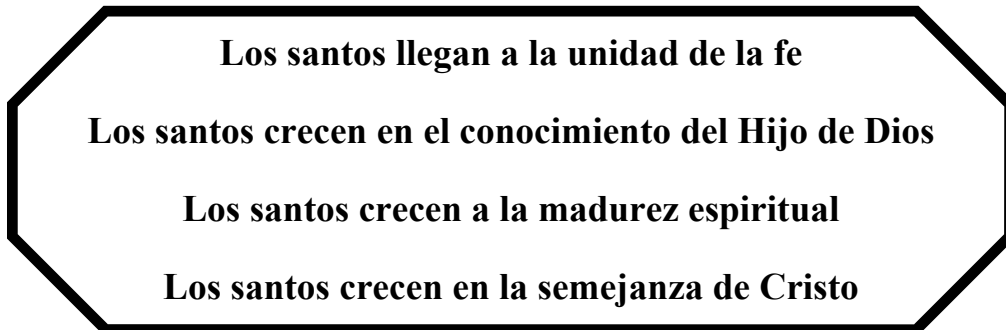 Los santos llegan a la unidad de la fe
Los santos crecen en el conocimiento del Hijo de Dios
Los santos crecen a la madurez espiritual
Los santos crecen en la semejanza de Cristo